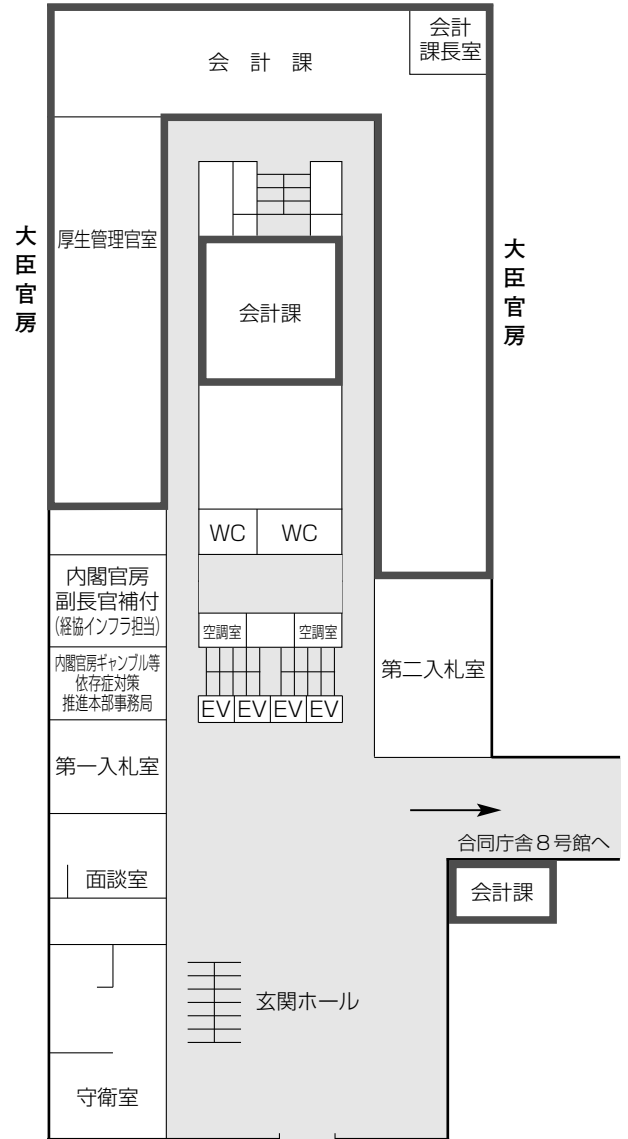 会計課
会計
課長室
厚生管理官室
大臣官房
大臣官房
会計課
WC
WC
内閣官房
副長官補付
(経協インフラ担当)
空調室
空調室
内閣官房ギャンブル等
依存症対策
推進本部事務局
第二入札室
EV
EV
EV
EV
第一入札室
合同庁舎8号館へ
面談室
会計課
玄関ホール
守衛室